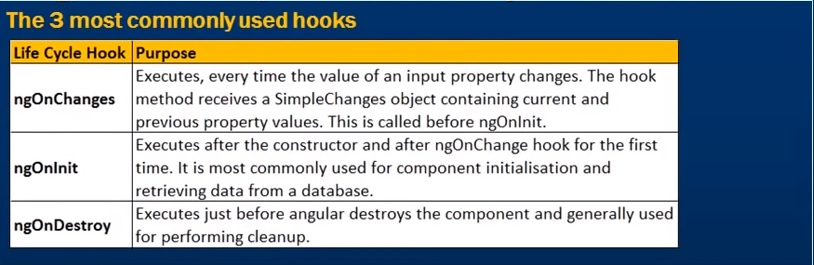 The 3 most commonly used hooks
Life Cycle Hook Purpose
ngOnChanges
Executes, every time the value of an input property changes. The hook
method receives a SimpleChanges object containing current and
previous property values. This is called before ngOnInit.
ngOnInit
Executes after the constructor and after ngOnChange hook for the first
time. It is most commonly used for component initialisation and
retrieving data from a database.
ngOnDestroy
Executes just before angular destroys the component and generally used
for performing cleanup.